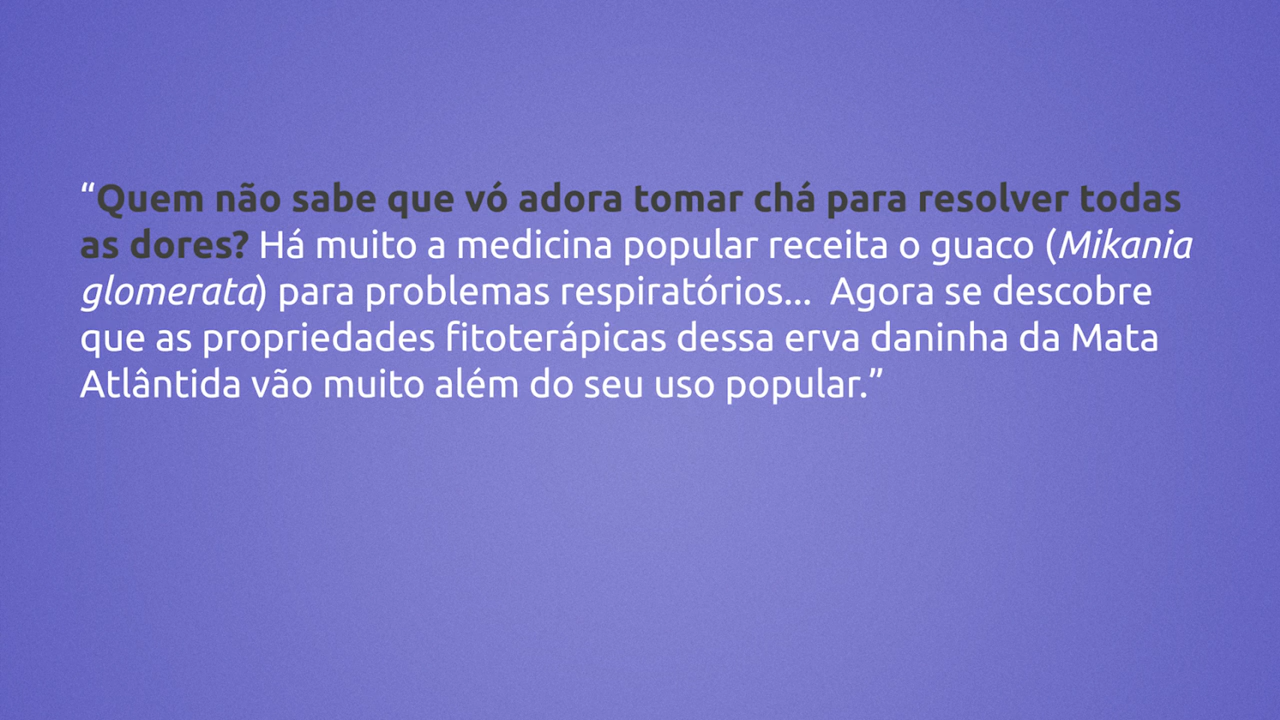 “Quem não sabe que vó adora tomar chá para resolver todas
as dores? Há muito a medicina popular receita o guaco (Mikania
glomerata) para problemas respiratórios...  Agora se descobre
que as propriedades fitoterápicas dessa erva daninha da Mata
Atlântida vão muito além do seu uso popular.”